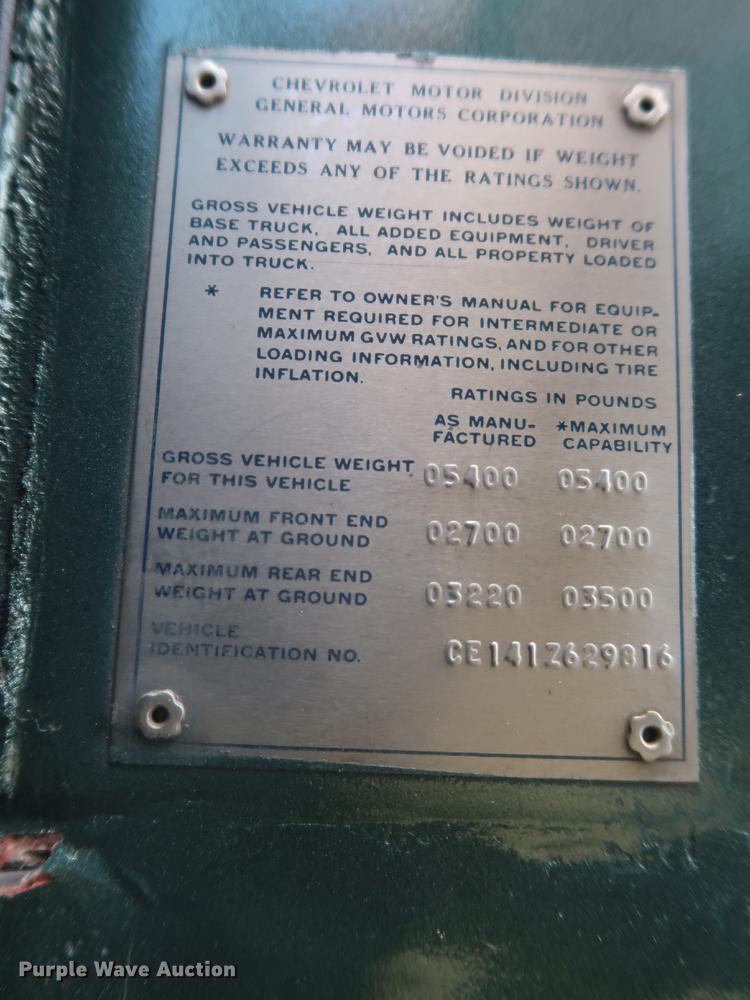 CHEVROLET MOTOR DIVISION
GENERAL MOTORS CORPORATION
WARRANTY MAY BE VOIDED IF WEIGHT
EXCEEDS ANY OF THE RATINGS SHOWN.
GROSS VEHICLE WEIGHT INCLUDES WEIGHT OF
BASE TRUCK, ALL ADDED EQUIPMENT, DRIVER
AND PASSENGERS, AND ALL PROPERTY LOADED
INTO TRUCK.
* REFER TO OWNER'S MANUAL FOR EQUIP-
MENT REQUIRED FOR INTERMEDIATE OR
MAXIMUM GVW RATINGS, AND FOR OTHER
LOADING INFORMATION, INCLUDING TIRE
INFLATION.
RATINGS IN POUNDS
AS MANU- *MAXIMUM
FACTURED CAPABILITY
GROSS VEHICLE WEIGHT
FOR THIS VEHICLE 05400 05400
MAXIMUM FRONT END
WEIGHT AT GROUND 02700 02700
MAXIMUM REAR END
WEIGHT AT GROUND 03220 03500
VEHICLE
IDENTIFICATION NO. CE141Z629816
Purple Wave Auction